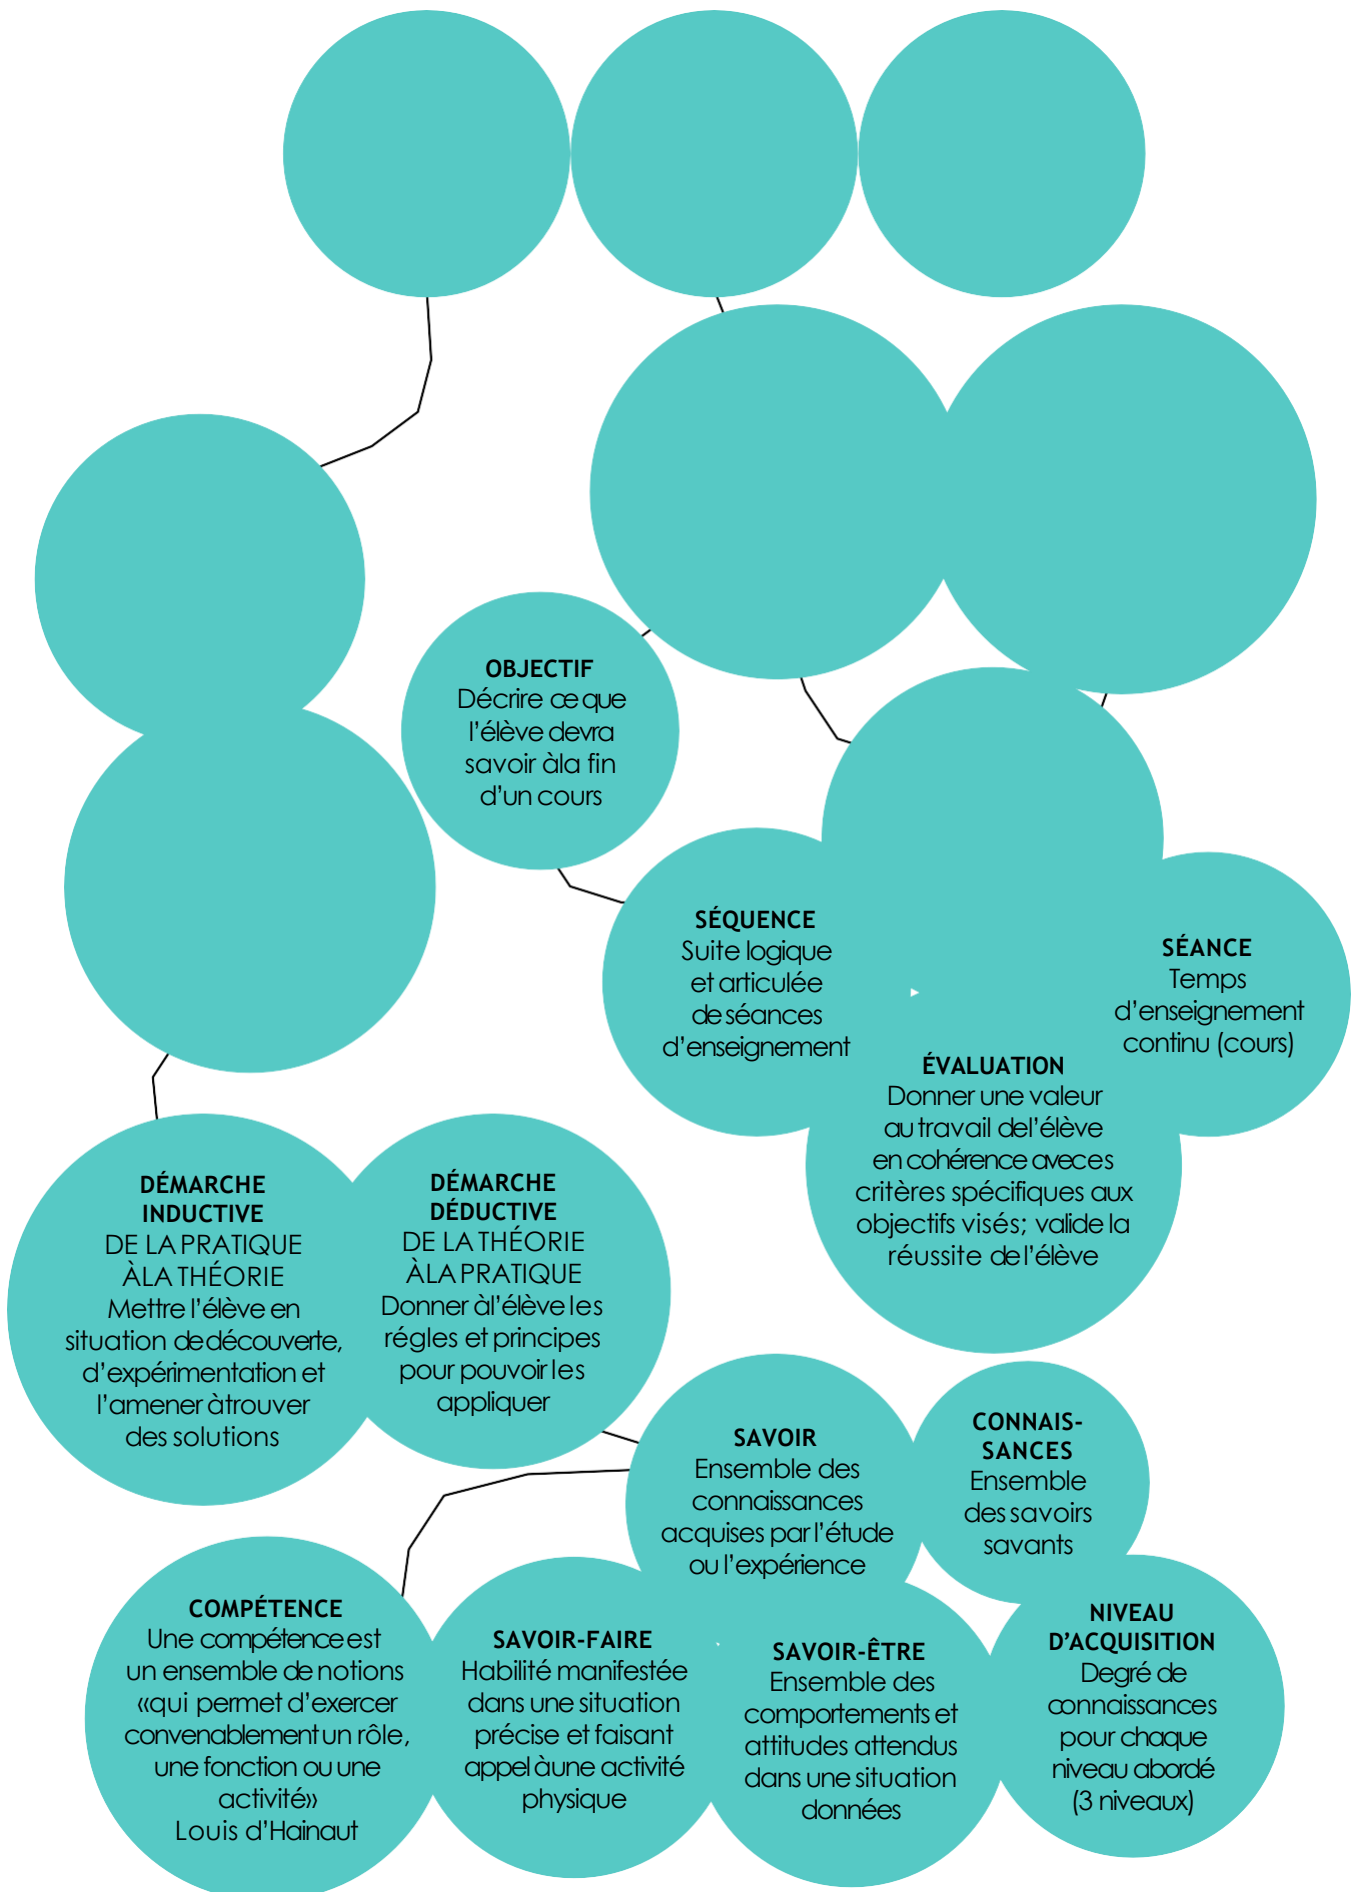 OBJECTIF
Décrire ce que
l'élève devra
savoir àla fin
d'un cours
SÉQUENCE
Suite logique
et articulée
de séances
d'enseignement
SÉANCE
Temps
d'enseignement
continu (cours)
ÉVALUATION
Donner une valeur
au travail de l'élève
en cohérence aveces
critères spécifiques aux
objectifs visés; valide la
réussite de l'élève
DÉMARCHE
INDUCTIVE
DE LA PRATIQUE
ÀLA THÉORIE
Mettre l'élève en
situation de découverte,
d'expérimentation et
l'amener àtrouver
des solutions
DÉMARCHE
DÉDUCTIVE
DE LA THÉORIE
ÀLA PRATIQUE
Donner àl'élève les
régles et principes
pour pouvoir les
appliquer
SAVOIR
Ensemble des
connaissances
acquises par l'étude
ou l'expérience
CONNAIS-
SANCES
Ensemble
des savoirs
savants
COMPÉTENCE
Une compétence est
un ensemble de notions
«qui permet d'exercer
convenablement un rôle,
une fonction ou une
activité»
Louis d'Hainaut
SAVOIR-FAIRE
Habilité manifestée
dans une situation
précise et faisant
appel àune activité
physique
SAVOIR-ÊTRE
Ensemble des
comportements et
attitudes attendus
dans une situation
données
NIVEAU
D'ACQUISITION
Degré de
connaissances
pour chaque
niveau abordé
(3 niveaux)